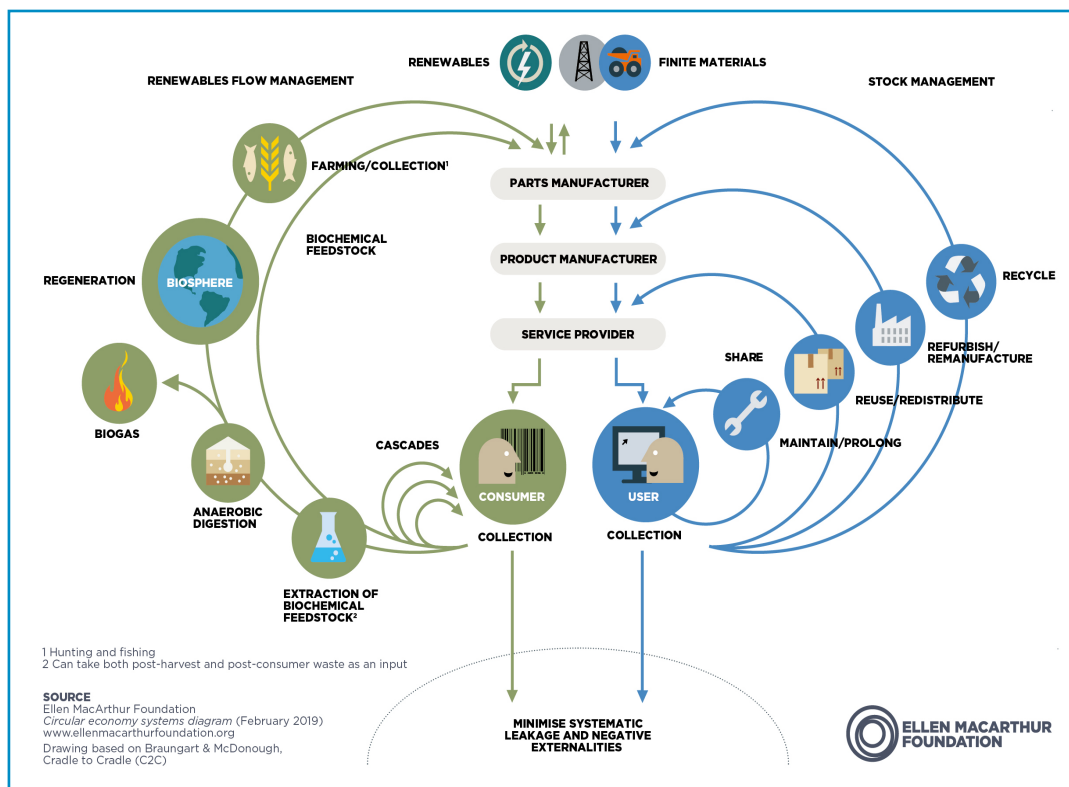 RENEWABLES
FINITE MATERIALS
RENEWABLES FLOW MANAGEMENT
STOCK MANAGEMENT
FARMING/COLLECTION¹
PARTS MANUFACTURER
BIOCHEMICAL
FEEDSTOCK
PRODUCT MANUFACTURER
REGENERATION
BIOSPHERE
RECYCLE
SERVICE PROVIDER
SHARE
REFURBISH/
REMANUFACTURE
REUSE/REDISTRIBUTE
BIOGAS
CASCADES
MAINTAIN/PROLONG
CONSUMER
USER
ANAEROBIC
DIGESTION
COLLECTION
COLLECTION
EXTRACTION OF
BIOCHEMICAL
FEEDSTOCK²
1 Hunting and fishing
2 Can take both post-harvest and post-consumer waste as an input
SOURCE
Ellen MacArthur Foundation
Circular economy systems diagram (February 2019)
www.ellenmacarthurfoundation.org
Drawing based on Braungart & McDonough,
Cradle to Cradle (C2C)
MINIMISE SYSTEMATIC
LEAKAGE AND NEGATIVE
EXTERNALITIES
ELLEN MACARTHUR
FOUNDATION